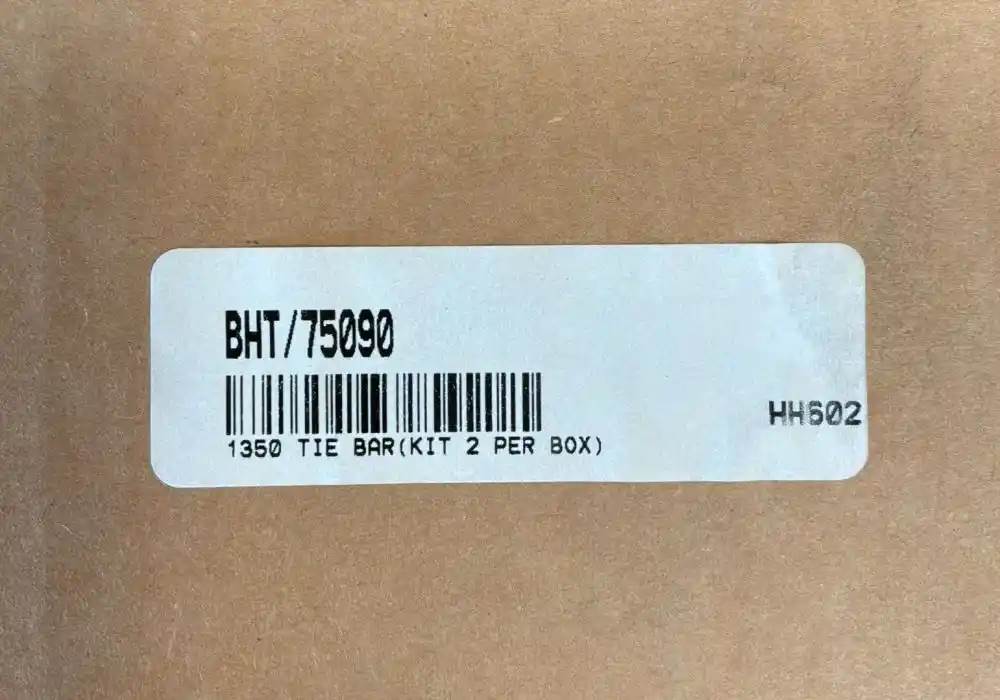 BHT/75090
1350 TIE BAR(KIT 2 PER BOX)
HH602